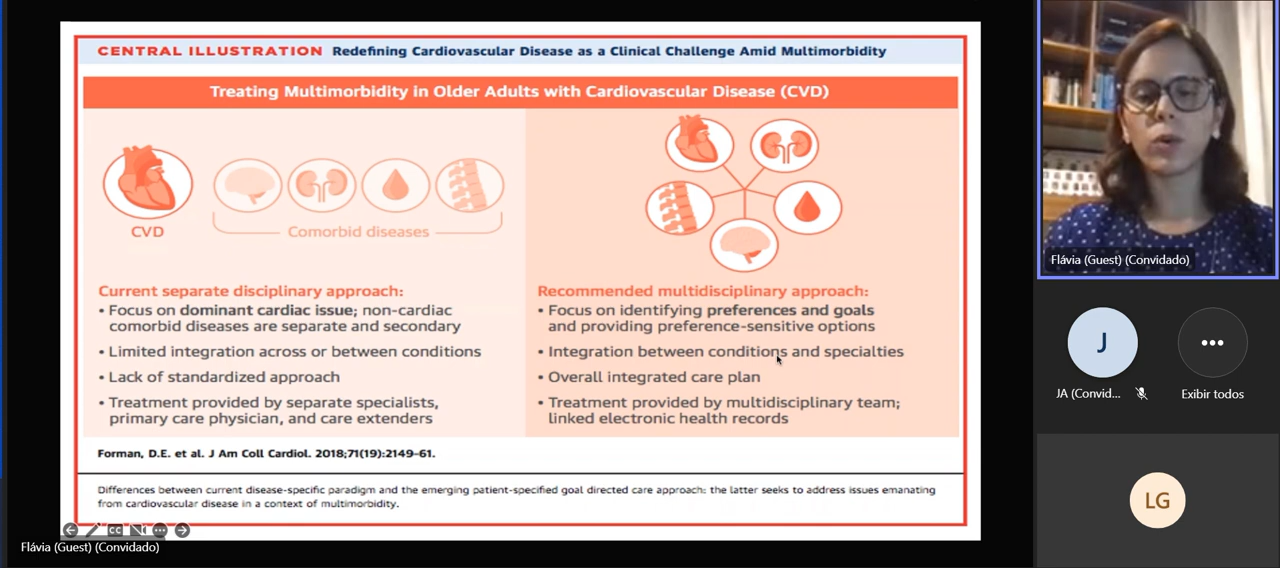 CENTRAL ILLUSTRATION Redefining Cardiovascular Disease as a Clinical Challenge Amid Multimorbidity
Treating Multimorbidity in Older Adults with Cardiovascular Disease (CVD)
CVD
Comorbid diseases
Current separate disciplinary approach:
• Focus on dominant cardiac issue; non-cardiac
comorbid diseases are separate and secondary
• Limited integration across or between conditions
• Lack of standardized approach
• Treatment provided by separate specialists,
primary care physician, and care extenders
Recommended multidisciplinary approach:
• Focus on identifying preferences and goals
and providing preference-sensitive options
• Integration between conditions and specialties
• Overall integrated care plan
• Treatment provided by multidisciplinary team;
linked electronic health records
Forman, D.E. et al. J Am Coll Cardiol. 2018;71(19):2149-61.
Differences between current disease-specific paradigm and the emerging patient-specified goal directed care approach: the latter seeks to address issues emanating
from cardiovascular disease in a context of multimorbidity.
CC
Flávia (Guest) (Convidado)
Flávia (Guest) (Convidado)
J
JA (Convid...
Exibir todos
LG